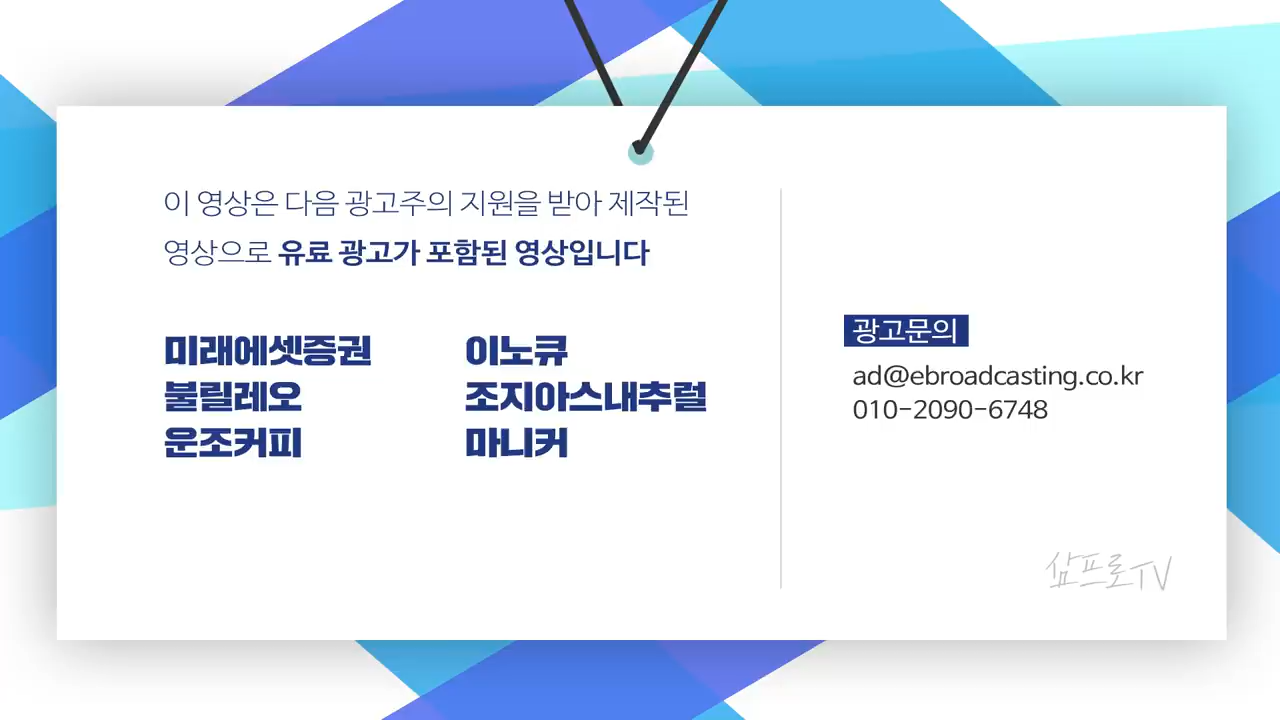 이 영상은 다음 광고주의 지원을 받아 제작된
영상으로 유료 광고가 포함된 영상입니다
미래에셋증권
불릴레오
운조커피
이노큐
조지아스내추럴
마니커
광고문의
ad@ebroadcasting.co.kr
010-2090-6748
삼프로TV